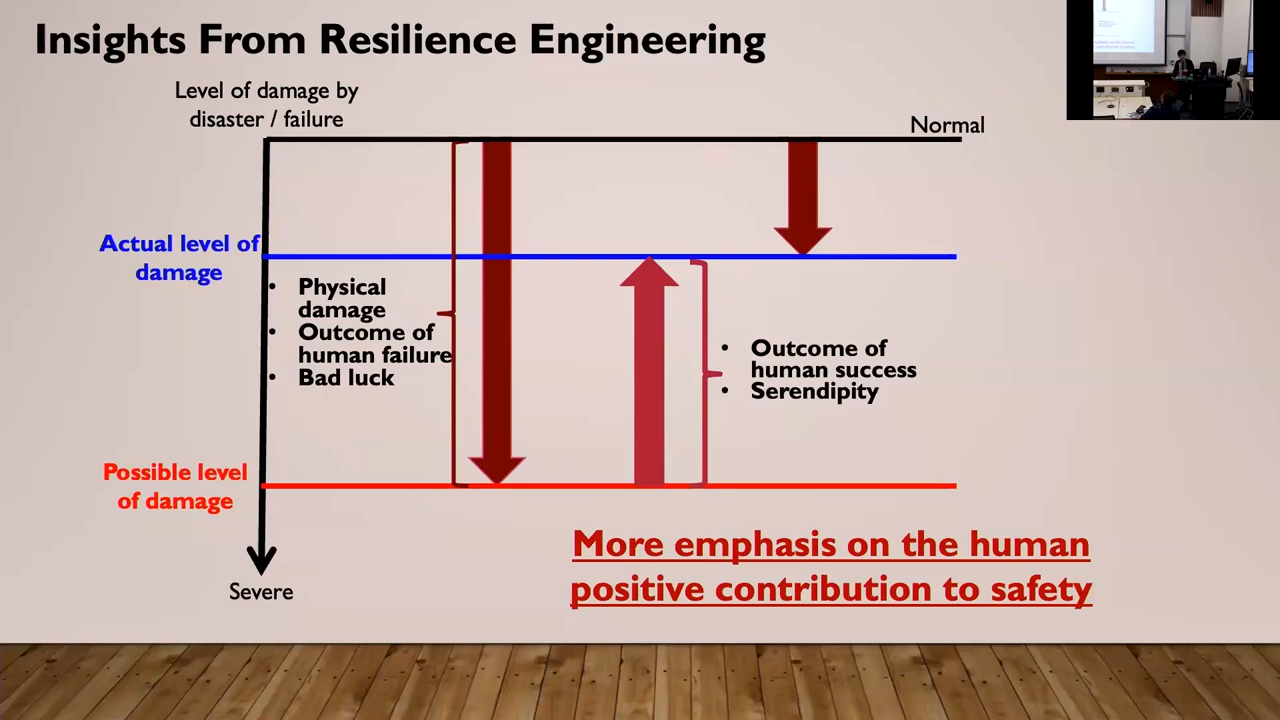 Insights From Resilience Engineering
Level of damage by
disaster / failure
Normal
Actual level of
damage
• Physical
damage
• Outcome of
human failure
• Bad luck
• Outcome of
human success
• Serendipity
Possible level
of damage
More emphasis on the human
positive contribution to safety
Severe